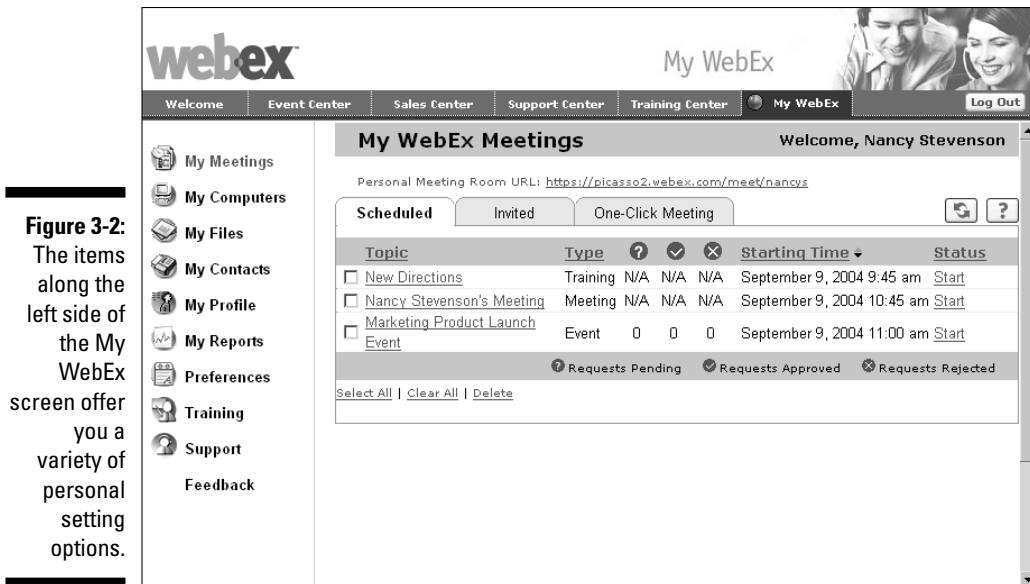 Figure 3-2:
The items
along the
left side of
the My
WebEx
screen offer
you a
variety of
personal
setting
options.
webex™
My WebEx
Welcome Event Center Sales Center Support Center Training Center My WebEx Log Out
My Meetings
My Computers
My Files
My Contacts
My Profile
My Reports
Preferences
Training
Support
Feedback
My WebEx Meetings Welcome, Nancy Stevenson
Personal Meeting Room URL: https://picasso2.webex.com/meet/nancys
Scheduled Invited One-Click Meeting ?
Topic Type ? Starting Time Status
New Directions Training N/A N/A N/A September 9, 2004 9:45 am Start
Nancy Stevenson's Meeting Meeting N/A N/A N/A September 9, 2004 10:45 am Start
Marketing Product Launch
Event Event 0 0 0 September 9, 2004 11:00 am Start
? Requests Pending Requests Approved Requests Rejected
Select All | Clear All | Delete